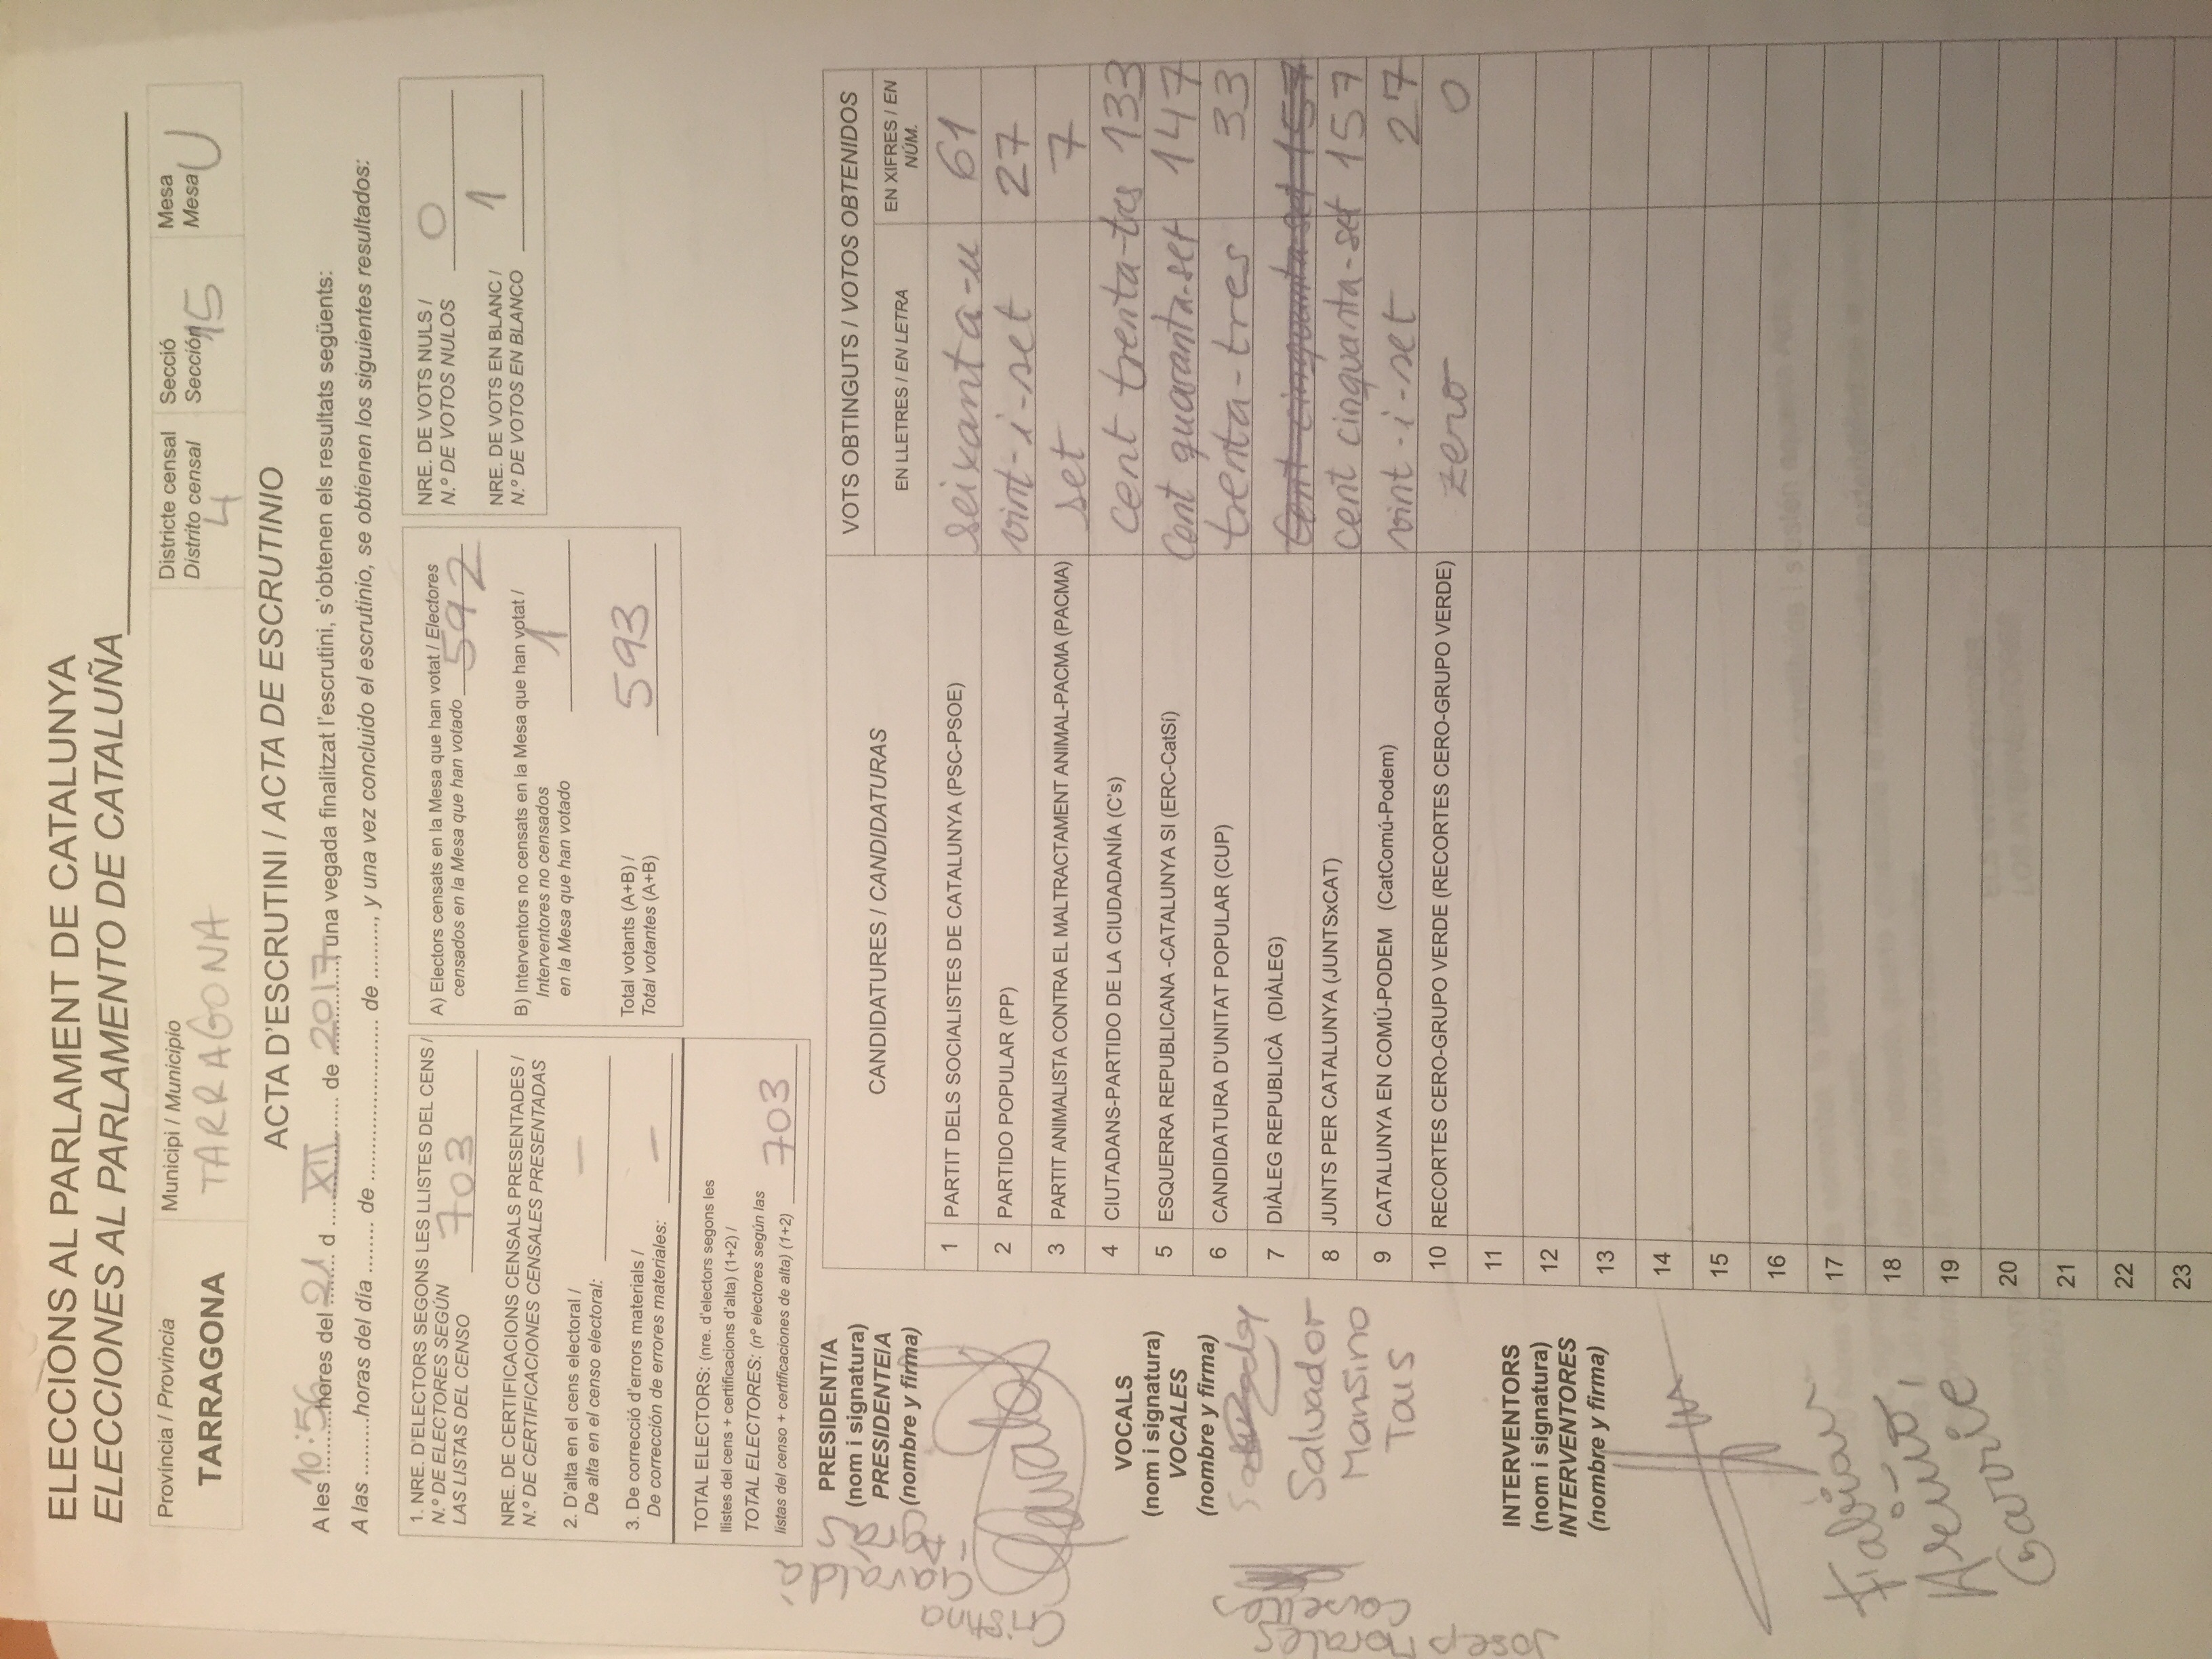 ELECCIONS AL PARLAMENT DE CATALUNYA
ELECCIONES AL PARLAMENTO DE CATALUÑA
Província / Provincia
TARRAGONA
Municipi / Municipio
TARRAGONA
Districte censal
Distrito censal
4
Secció
Sección 15
Mesa
Mesa U
ACTA D'ESCRUTINI / ACTA DE ESCRUTINIO
A les 10:56 hores del 21 d XII de 2017, una vegada finalitzat l'escrutini, s'obtenen els resultats següents:
A las .........horas del día ........ de ........................ de ........., y una vez concluido el escrutinio, se obtienen los siguientes resultados:
1. NRE. D'ELECTORS SEGONS LES LLISTES DEL CENS /
N.º DE ELECTORES SEGÚN
LAS LISTAS DEL CENSO 703
NRE. DE CERTIFICACIONS CENSALS PRESENTADES /
N.º DE CERTIFICACIONES CENSALES PRESENTADAS
2. D'alta en el cens electoral /
De alta en el censo electoral: —
3. De correcció d'errors materials /
De corrección de errores materiales: —
TOTAL ELECTORS: (nre. d'electors segons les
llistes del cens + certificacions d'alta) (1+2) /
TOTAL ELECTORES: (nº electores según las
listas del censo + certificaciones de alta) (1+2) 703
A) Electors censats en la Mesa que han votat / Electores
censados en la Mesa que han votado 592
B) Interventors no censats en la Mesa que han votat /
Interventores no censados
en la Mesa que han votado 1
Total votants (A+B) /
Total votantes (A+B) 593
NRE. DE VOTS NULS /
N.º DE VOTOS NULOS 0
NRE. DE VOTS EN BLANC /
N.º DE VOTOS EN BLANCO 1
PRESIDENT/A
(nom i signatura)
PRESIDENTE/A
(nombre y firma)
Cristina
Gavaldà
i Agràs
VOCALS
(nom i signatura)
VOCALES
(nombre y firma)
Salvador
Mansino
Tous
Josep Morales
INTERVENTORS
(nom i signatura)
INTERVENTORES
(nombre y firma)
Fabian
Ariño,
CANDIDATURES / CANDIDATURAS
VOTS OBTINGUTS / VOTOS OBTENIDOS
EN LLETRES / EN LETRA
EN XIFRES / EN
NÚM.
1 PARTIT DELS SOCIALISTES DE CATALUNYA (PSC-PSOE) seixanta-u 61
2 PARTIDO POPULAR (PP) vint-i-set 27
3 PARTIT ANIMALISTA CONTRA EL MALTRACTAMENT ANIMAL-PACMA (PACMA) set 7
4 CIUTADANS-PARTIDO DE LA CIUDADANÍA (C's) cent trenta-tres 133
5 ESQUERRA REPUBLICANA -CATALUNYA SI (ERC-CatSí) Cent quaranta-set 147
6 CANDIDATURA D'UNITAT POPULAR (CUP) trenta-tres 33
7 DIÀLEG REPUBLICÀ (DIÀLEG) Cent cinquanta-set 157
8 JUNTS PER CATALUNYA (JUNTSxCAT) cent cinquanta-set 157
9 CATALUNYA EN COMÚ-PODEM (CatComú-Podem) vint-i-set 27
10 RECORTES CERO-GRUPO VERDE (RECORTES CERO-GRUPO VERDE) zero 0
11
12
13
14
15
16
17
18
19
20
21
22
23